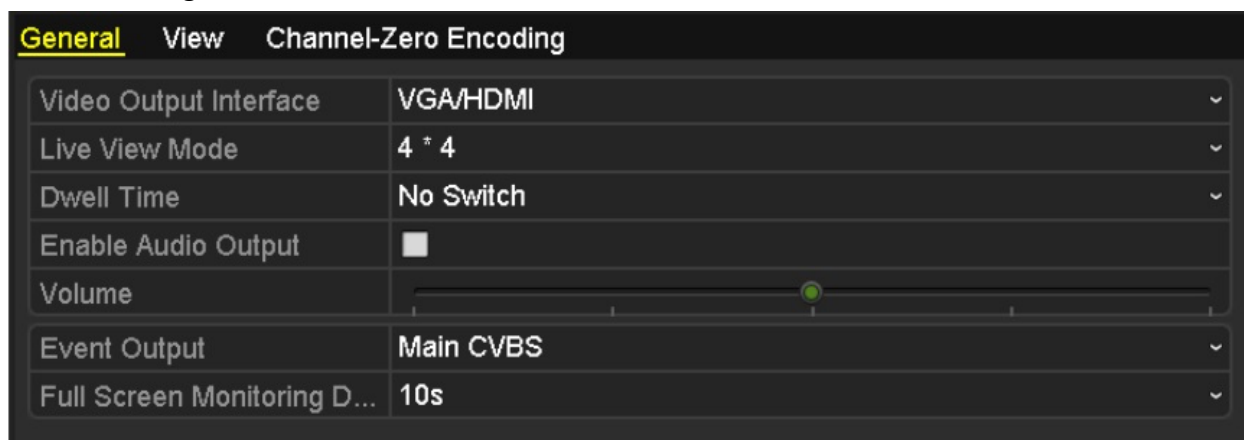 General View Channel-Zero Encoding
Video Output Interface VGA/HDMI
Live View Mode 4 * 4
Dwell Time No Switch
Enable Audio Output
Volume
Event Output Main CVBS
Full Screen Monitoring D... 10s